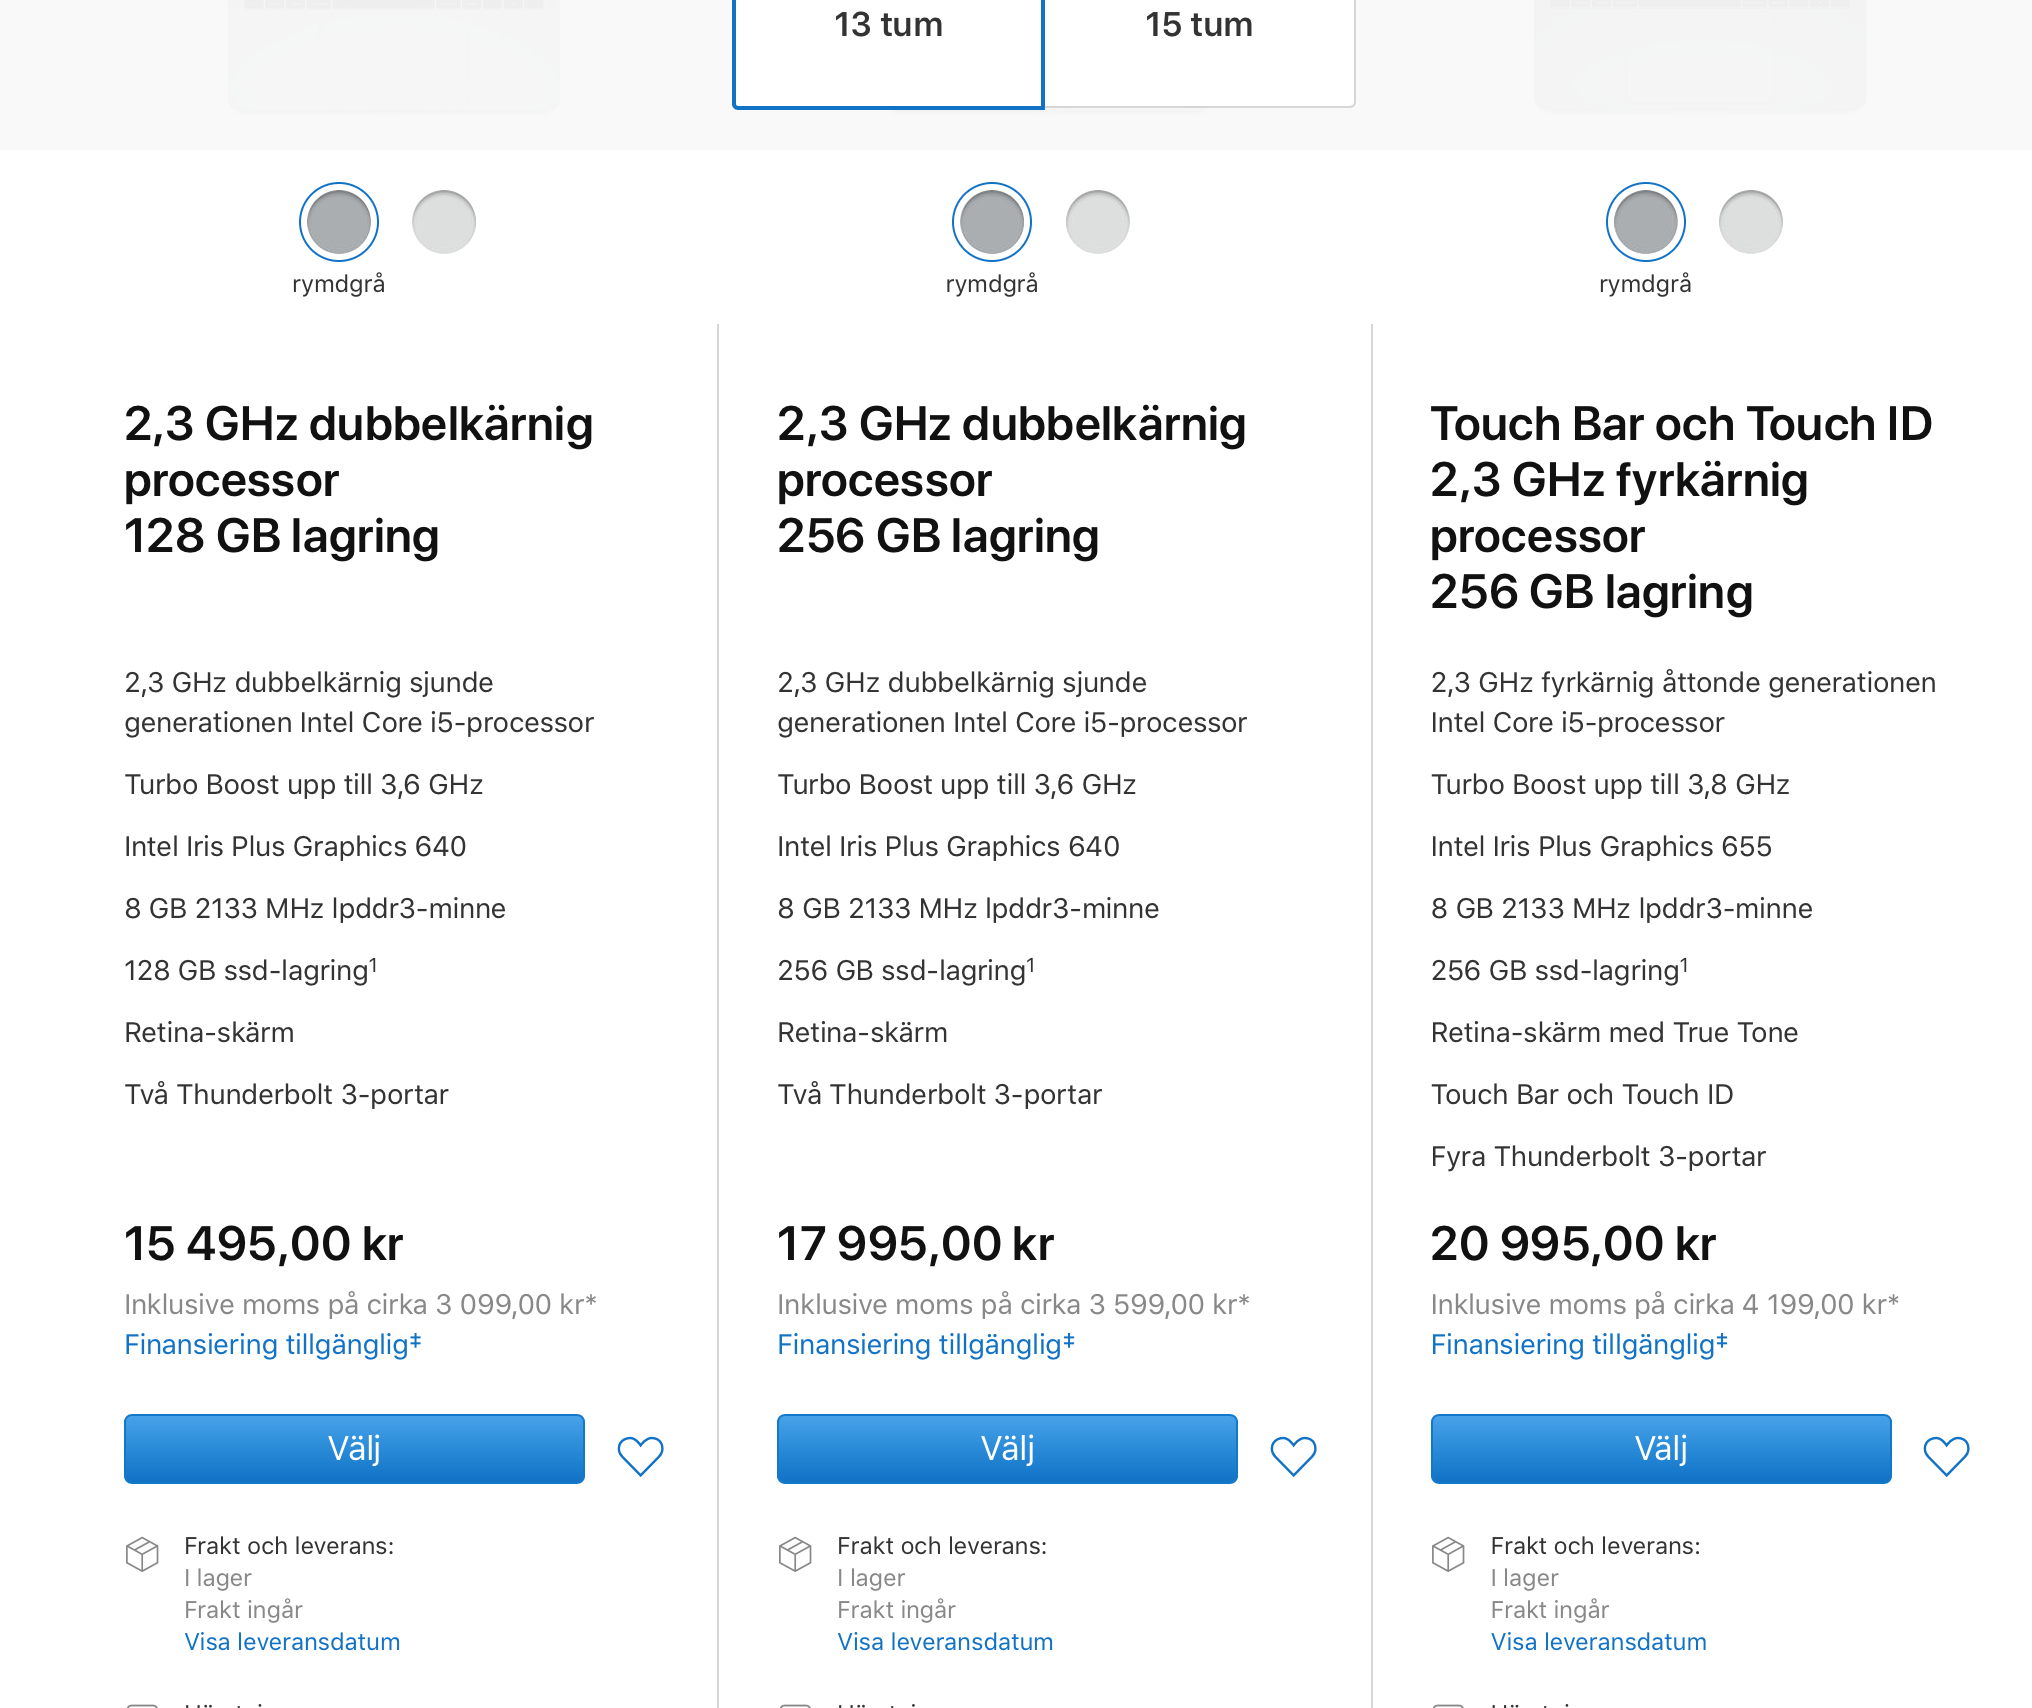 13 tum
15 tum
rymdgrå
rymdgrå
rymdgrå
2,3 GHz dubbelkärnig
processor
128 GB lagring
2,3 GHz dubbelkärnig sjunde
generationen Intel Core i5-processor
Turbo Boost upp till 3,6 GHz
Intel Iris Plus Graphics 640
8 GB 2133 MHz lpddr3-minne
128 GB ssd-lagring¹
Retina-skärm
Två Thunderbolt 3-portar
15 495,00 kr
Inklusive moms på cirka 3 099,00 kr*
Finansiering tillgänglig‡
Välj
Frakt och leverans:
I lager
Frakt ingår
Visa leveransdatum
2,3 GHz dubbelkärnig
processor
256 GB lagring
2,3 GHz dubbelkärnig sjunde
generationen Intel Core i5-processor
Turbo Boost upp till 3,6 GHz
Intel Iris Plus Graphics 640
8 GB 2133 MHz lpddr3-minne
256 GB ssd-lagring¹
Retina-skärm
Två Thunderbolt 3-portar
17 995,00 kr
Inklusive moms på cirka 3 599,00 kr*
Finansiering tillgänglig‡
Välj
Frakt och leverans:
I lager
Frakt ingår
Visa leveransdatum
Touch Bar och Touch ID
2,3 GHz fyrkärnig
processor
256 GB lagring
2,3 GHz fyrkärnig åttonde generationen
Intel Core i5-processor
Turbo Boost upp till 3,8 GHz
Intel Iris Plus Graphics 655
8 GB 2133 MHz lpddr3-minne
256 GB ssd-lagring¹
Retina-skärm med True Tone
Touch Bar och Touch ID
Fyra Thunderbolt 3-portar
20 995,00 kr
Inklusive moms på cirka 4 199,00 kr*
Finansiering tillgänglig‡
Välj
Frakt och leverans:
I lager
Frakt ingår
Visa leveransdatum